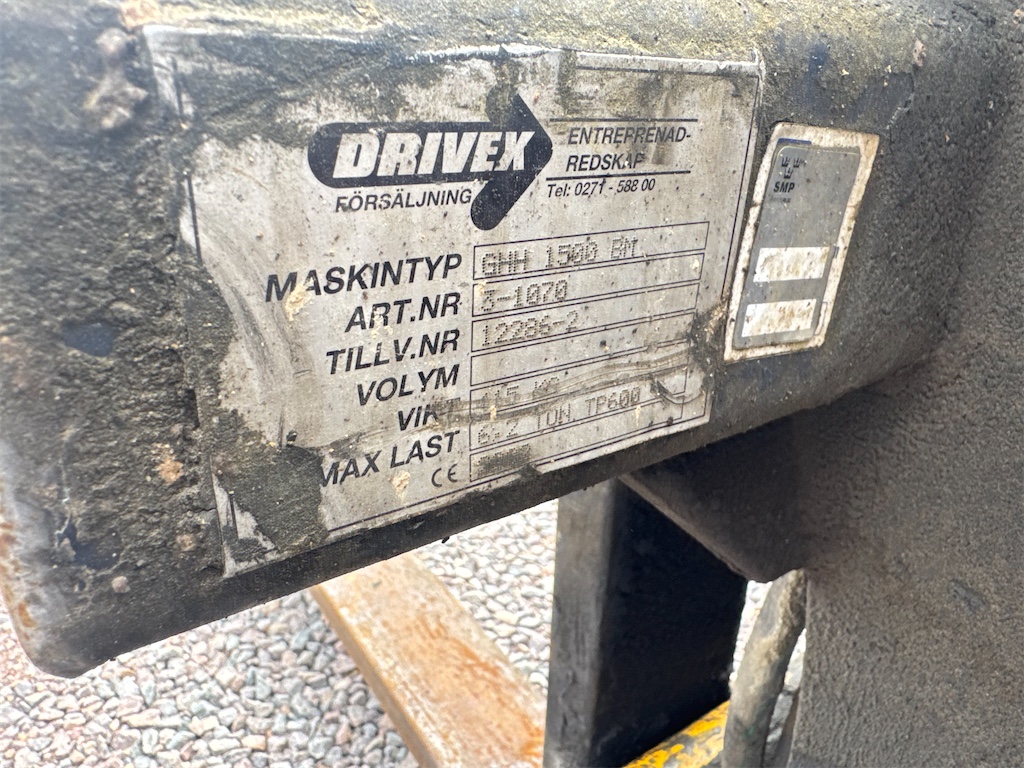 DRIVEX
FÖRSÄLJNING
ENTREPRENAD-
REDSKAP
Tel: 0271 - 588 00
MASKINTYP GHH 1500 BM
ART.NR 3-1070
TILLV.NR 12286-2
VOLYM
VIKT 415 KG
MAX LAST 6.2 TON TP600
CE
SMP